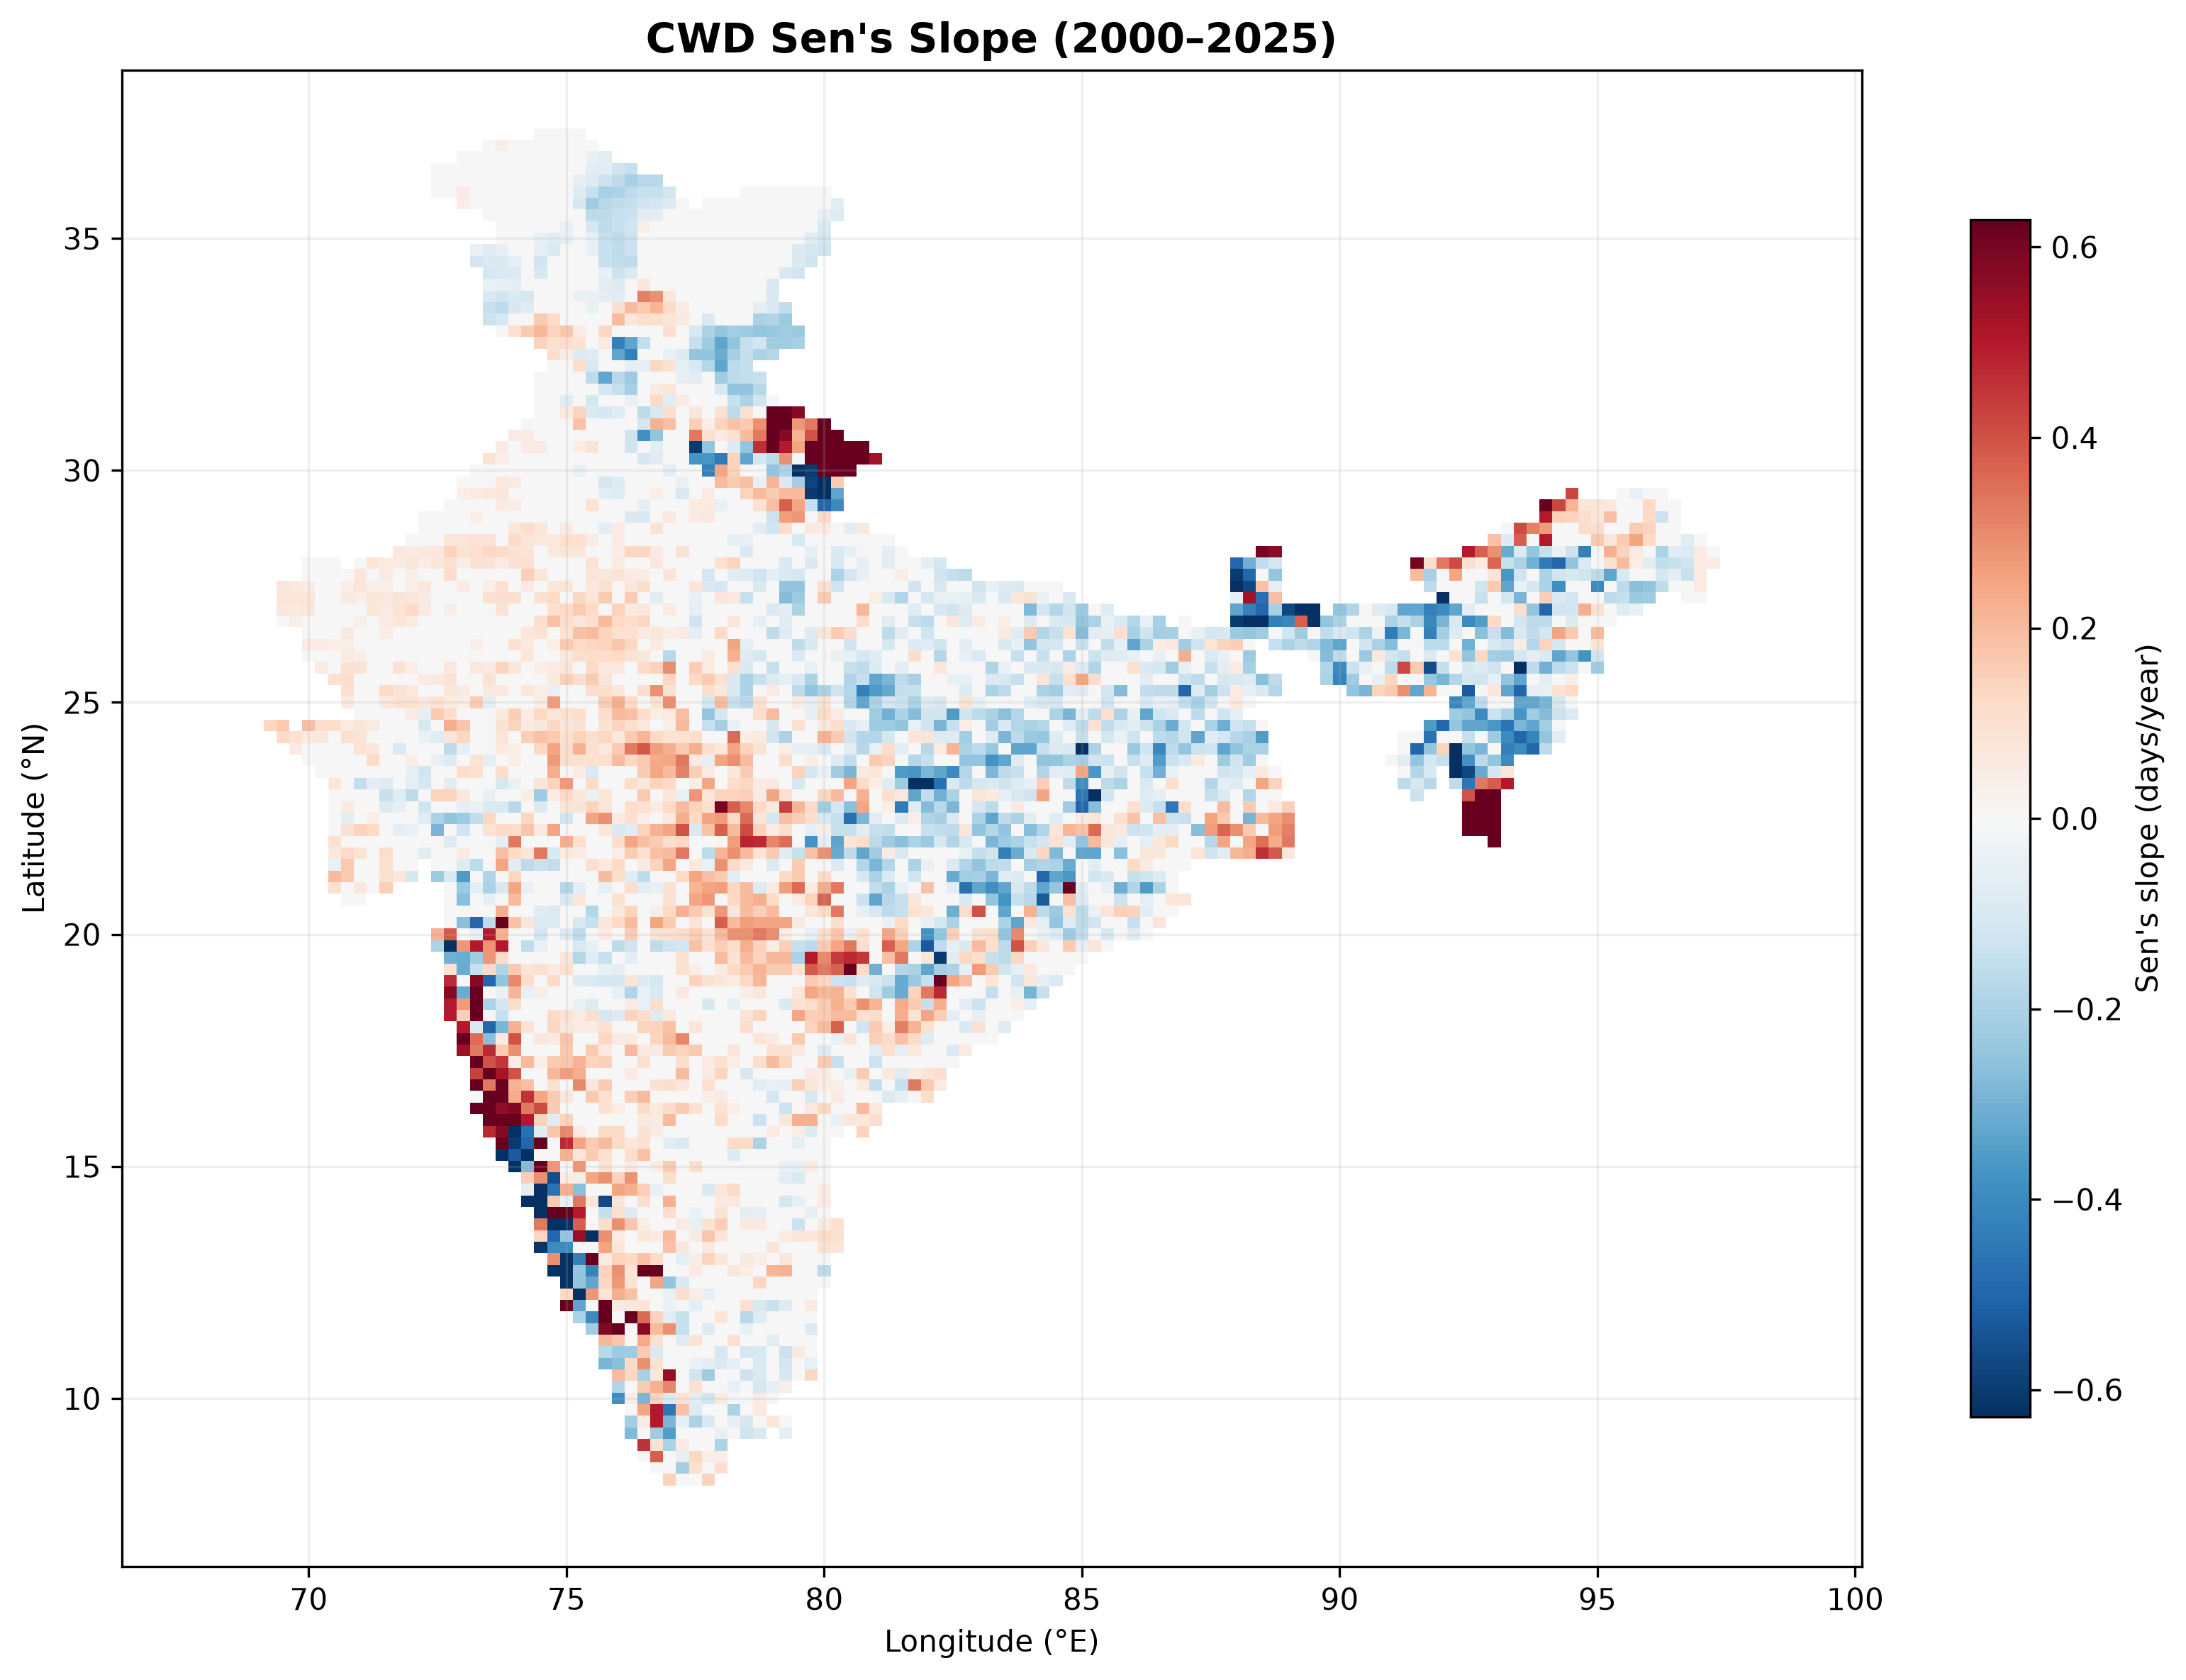 CWD Sen's Slope (2000–2025)
Latitude (°N)
35
30
25
20
15
10
70 75 80 85 90 95 100
Longitude (°E)
0.6
0.4
0.2
0.0
−0.2
−0.4
−0.6
Sen's slope (days/year)